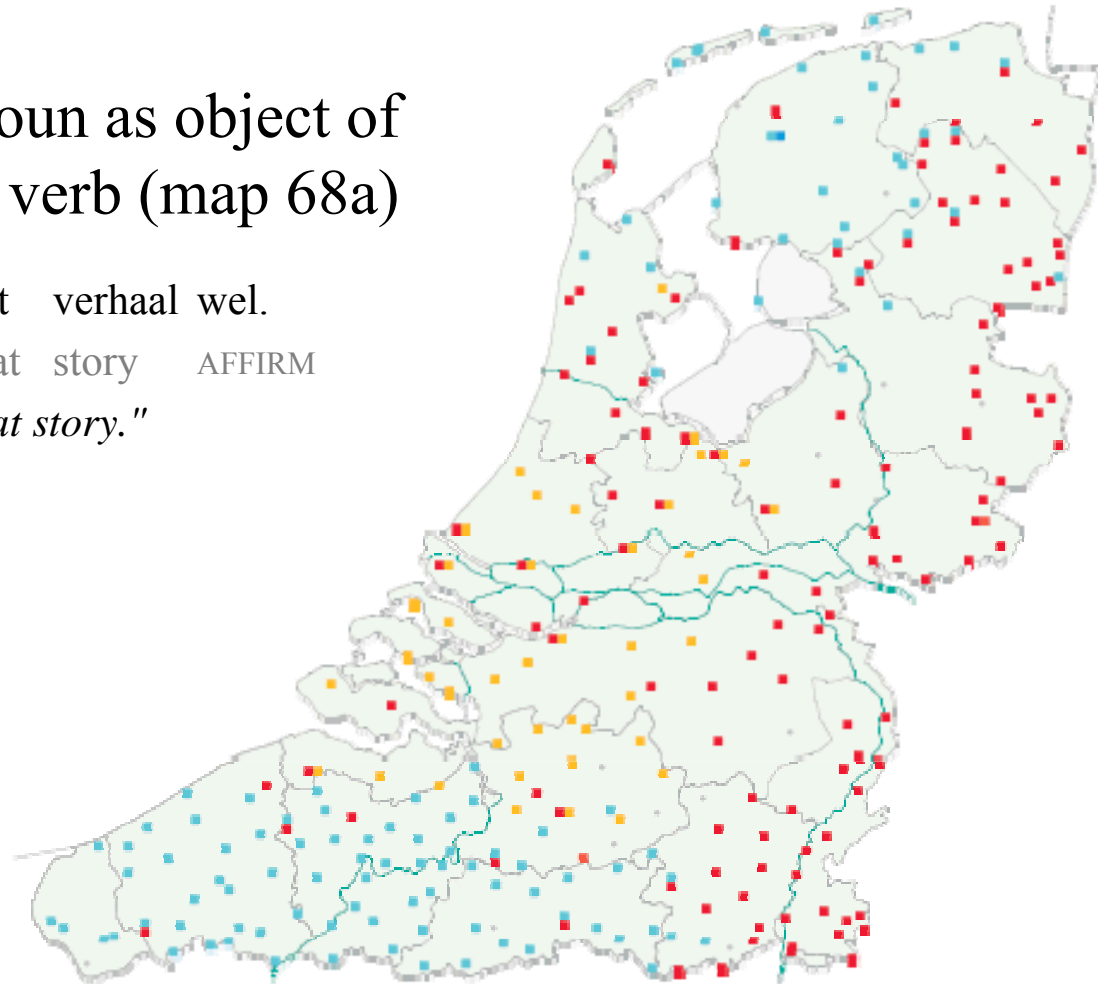 oun as object of
verb (map 68a)
t verhaal wel.
at story AFFIRM
at story."